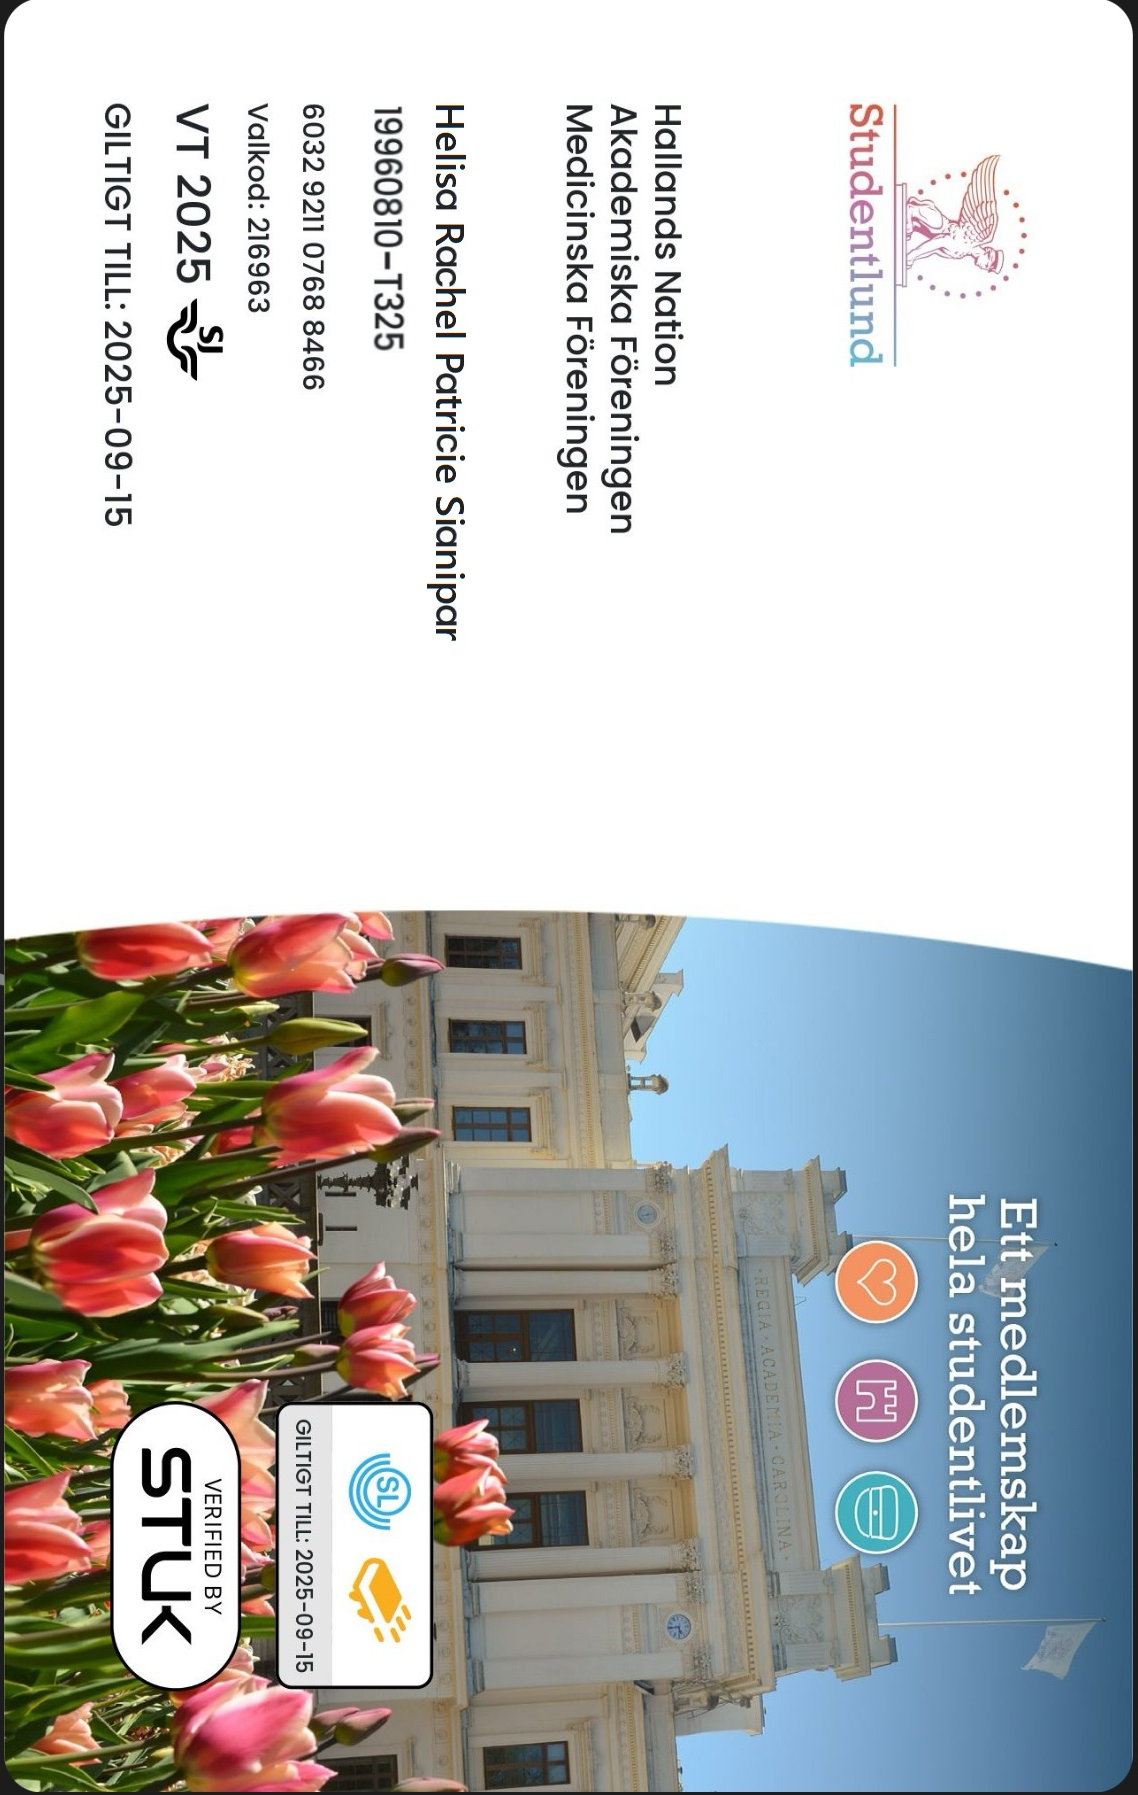 Studentlund
Hallands Nation
Akademiska Föreningen
Medicinska Föreningen
Helisa Rachel Patricie Sianipar
19960810-T325
6032 9211 0768 8466
Valkod: 216963
VT 2025 SJ
GILTIGT TILL: 2025-09-15
Ett medlemskap
hela studentlivet
REGIA·ACADEMIA·CAROLINA·
SL
GILTIGT TILL: 2025-09-15
VERIFIED BY
STUK